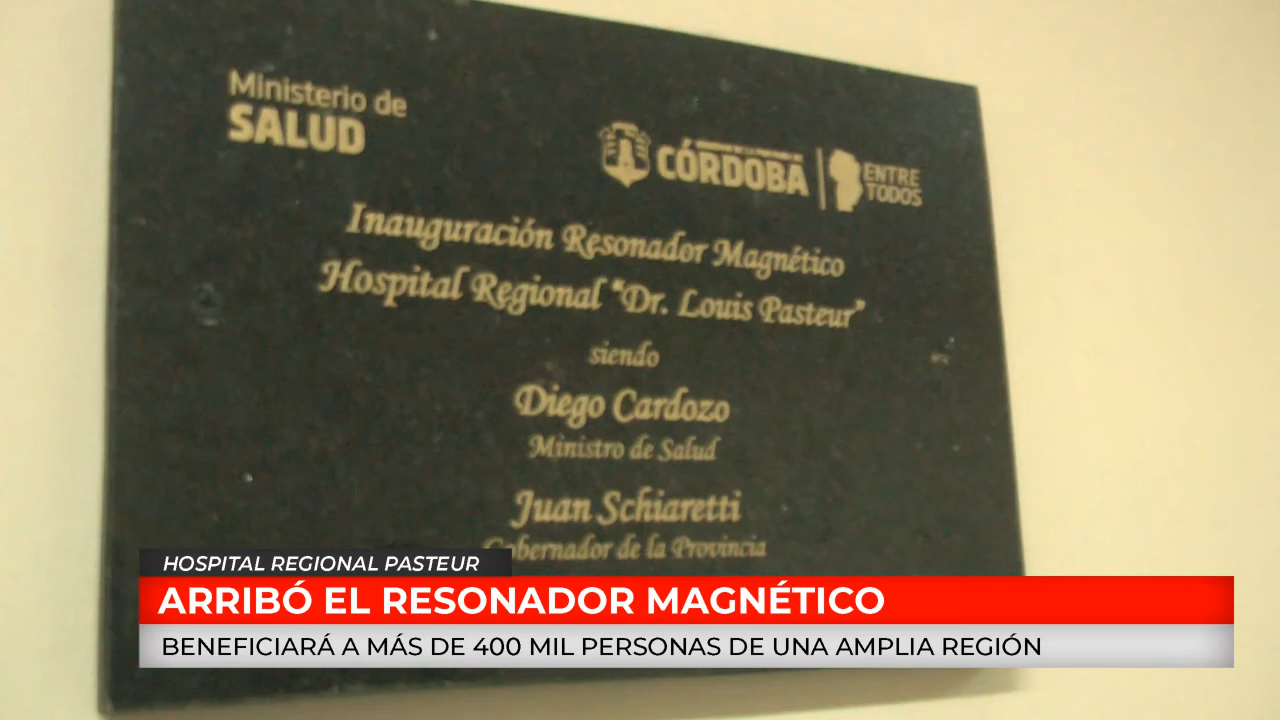 Ministerio de
SALUD
CÓRDOBA
ENTRE
TODOS
Inauguración Resonador Magnético
Hospital Regional “Dr. Louis Pasteur”
siendo
Diego Cardozo
Ministro de Salud
Juan Schiaretti
Gobernador de la Provincia
HOSPITAL REGIONAL PASTEUR
ARRIBÓ EL RESONADOR MAGNÉTICO
BENEFICIARÁ A MÁS DE 400 MIL PERSONAS DE UNA AMPLIA REGIÓN